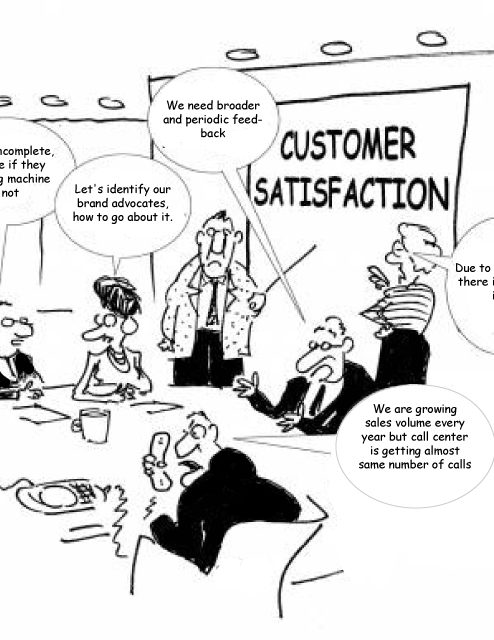 We need broader
and periodic feed-
back
CUSTOMER
SATISFACTION
ncomplete,
e if they
g machine
not
Let's identify our
brand advocates,
how to go about it.
Due to
there i
We are growing
sales volume every
year but call center
is getting almost
same number of calls